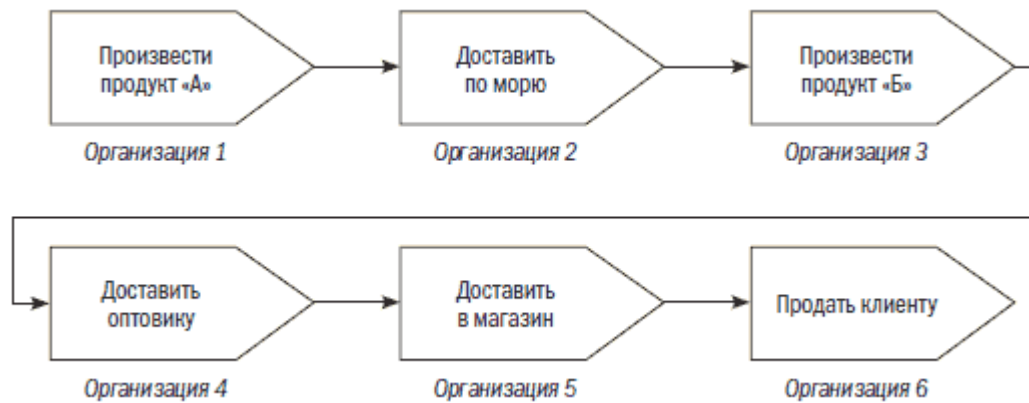 Произвести
продукт «А»
Доставить
по морю
Произвести
продукт «Б»
Организация 1
Организация 2
Организация 3
Доставить
оптовику
Доставить
в магазин
Продать клиенту
Организация 4
Организация 5
Организация 6